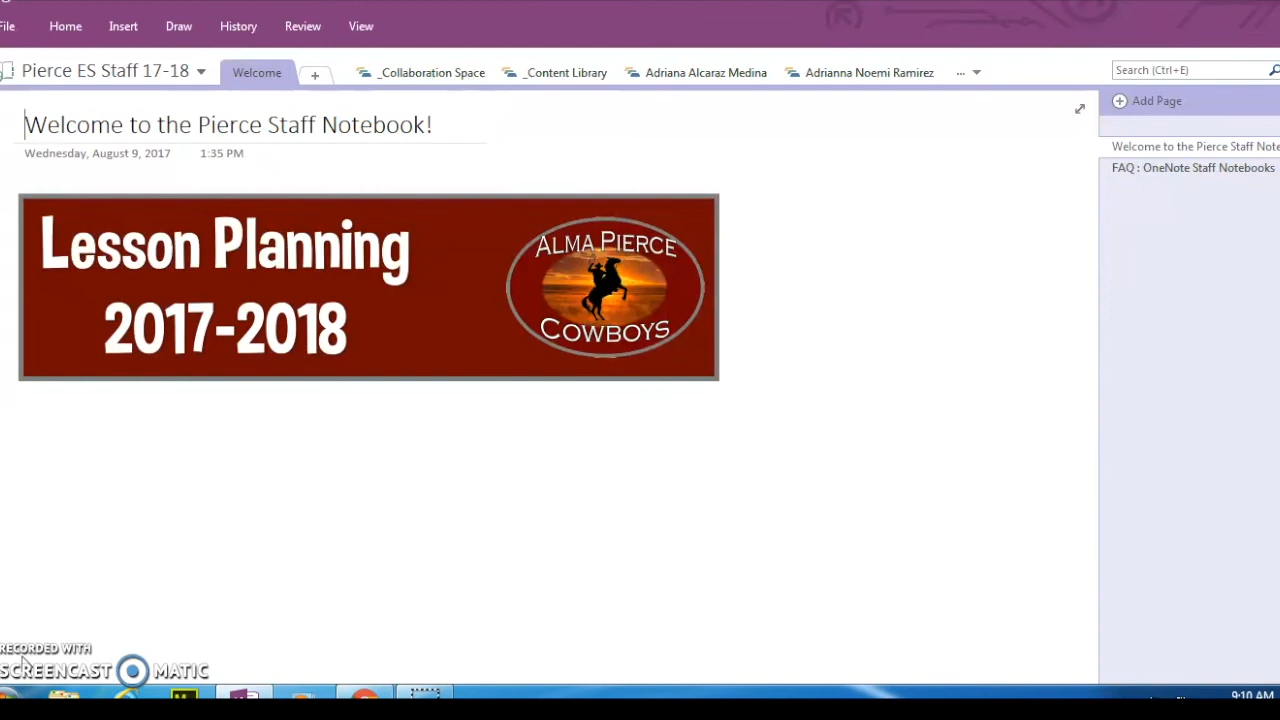 File Home Insert Draw History Review View
Pierce ES Staff 17-18 Welcome + _Collaboration Space _Content Library Adriana Alcaraz Medina Adrianna Noemi Ramirez ... Search (Ctrl+E)
Add Page
Welcome to the Pierce Staff Notebook!
Wednesday, August 9, 2017 1:35 PM
Welcome to the Pierce Staff Note
FAQ : OneNote Staff Notebooks
Lesson Planning
2017-2018
ALMA PIERCE
COWBOYS
RECORDED WITH
SCREENCAST MATIC
9:10 AM